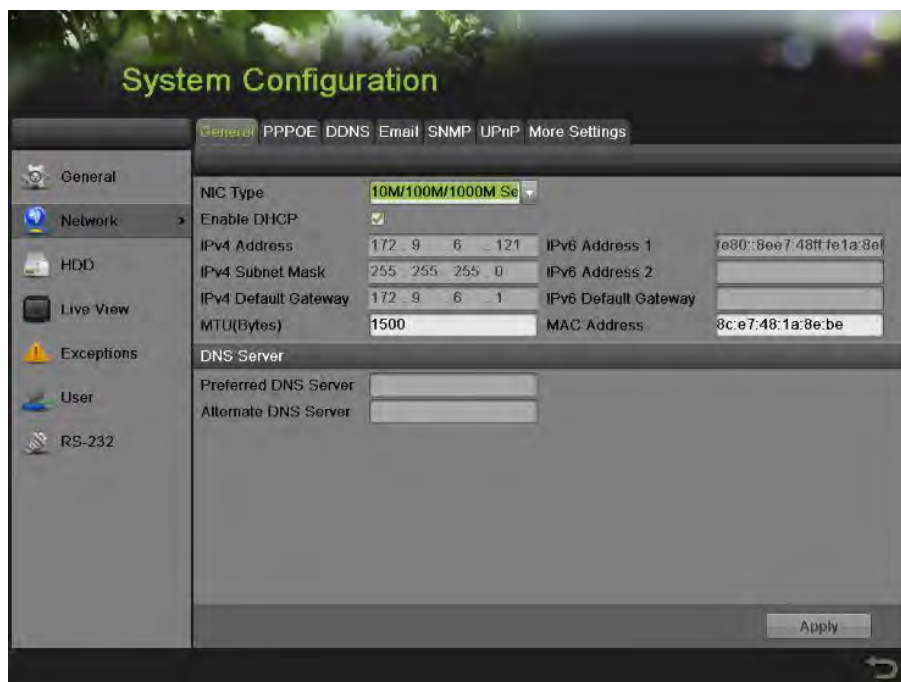 System Configuration
General PPPOE DDNS Email SNMP UPnP More Settings
General
Network
HDD
Live View
Exceptions
User
RS-232
NIC Type 10M/100M/1000M Se
Enable DHCP
IPv4 Address 172 . 9 . 6 . 121 IPv6 Address 1 fe80::8ee7:48ff:fe1a:8el
IPv4 Subnet Mask 255 . 255 . 255 . 0 IPv6 Address 2
IPv4 Default Gateway 172 . 9 . 6 . 1 IPv6 Default Gateway
MTU(Bytes) 1500 MAC Address 8c:e7:48:1a:8e:be
DNS Server
Preferred DNS Server
Alternate DNS Server
Apply